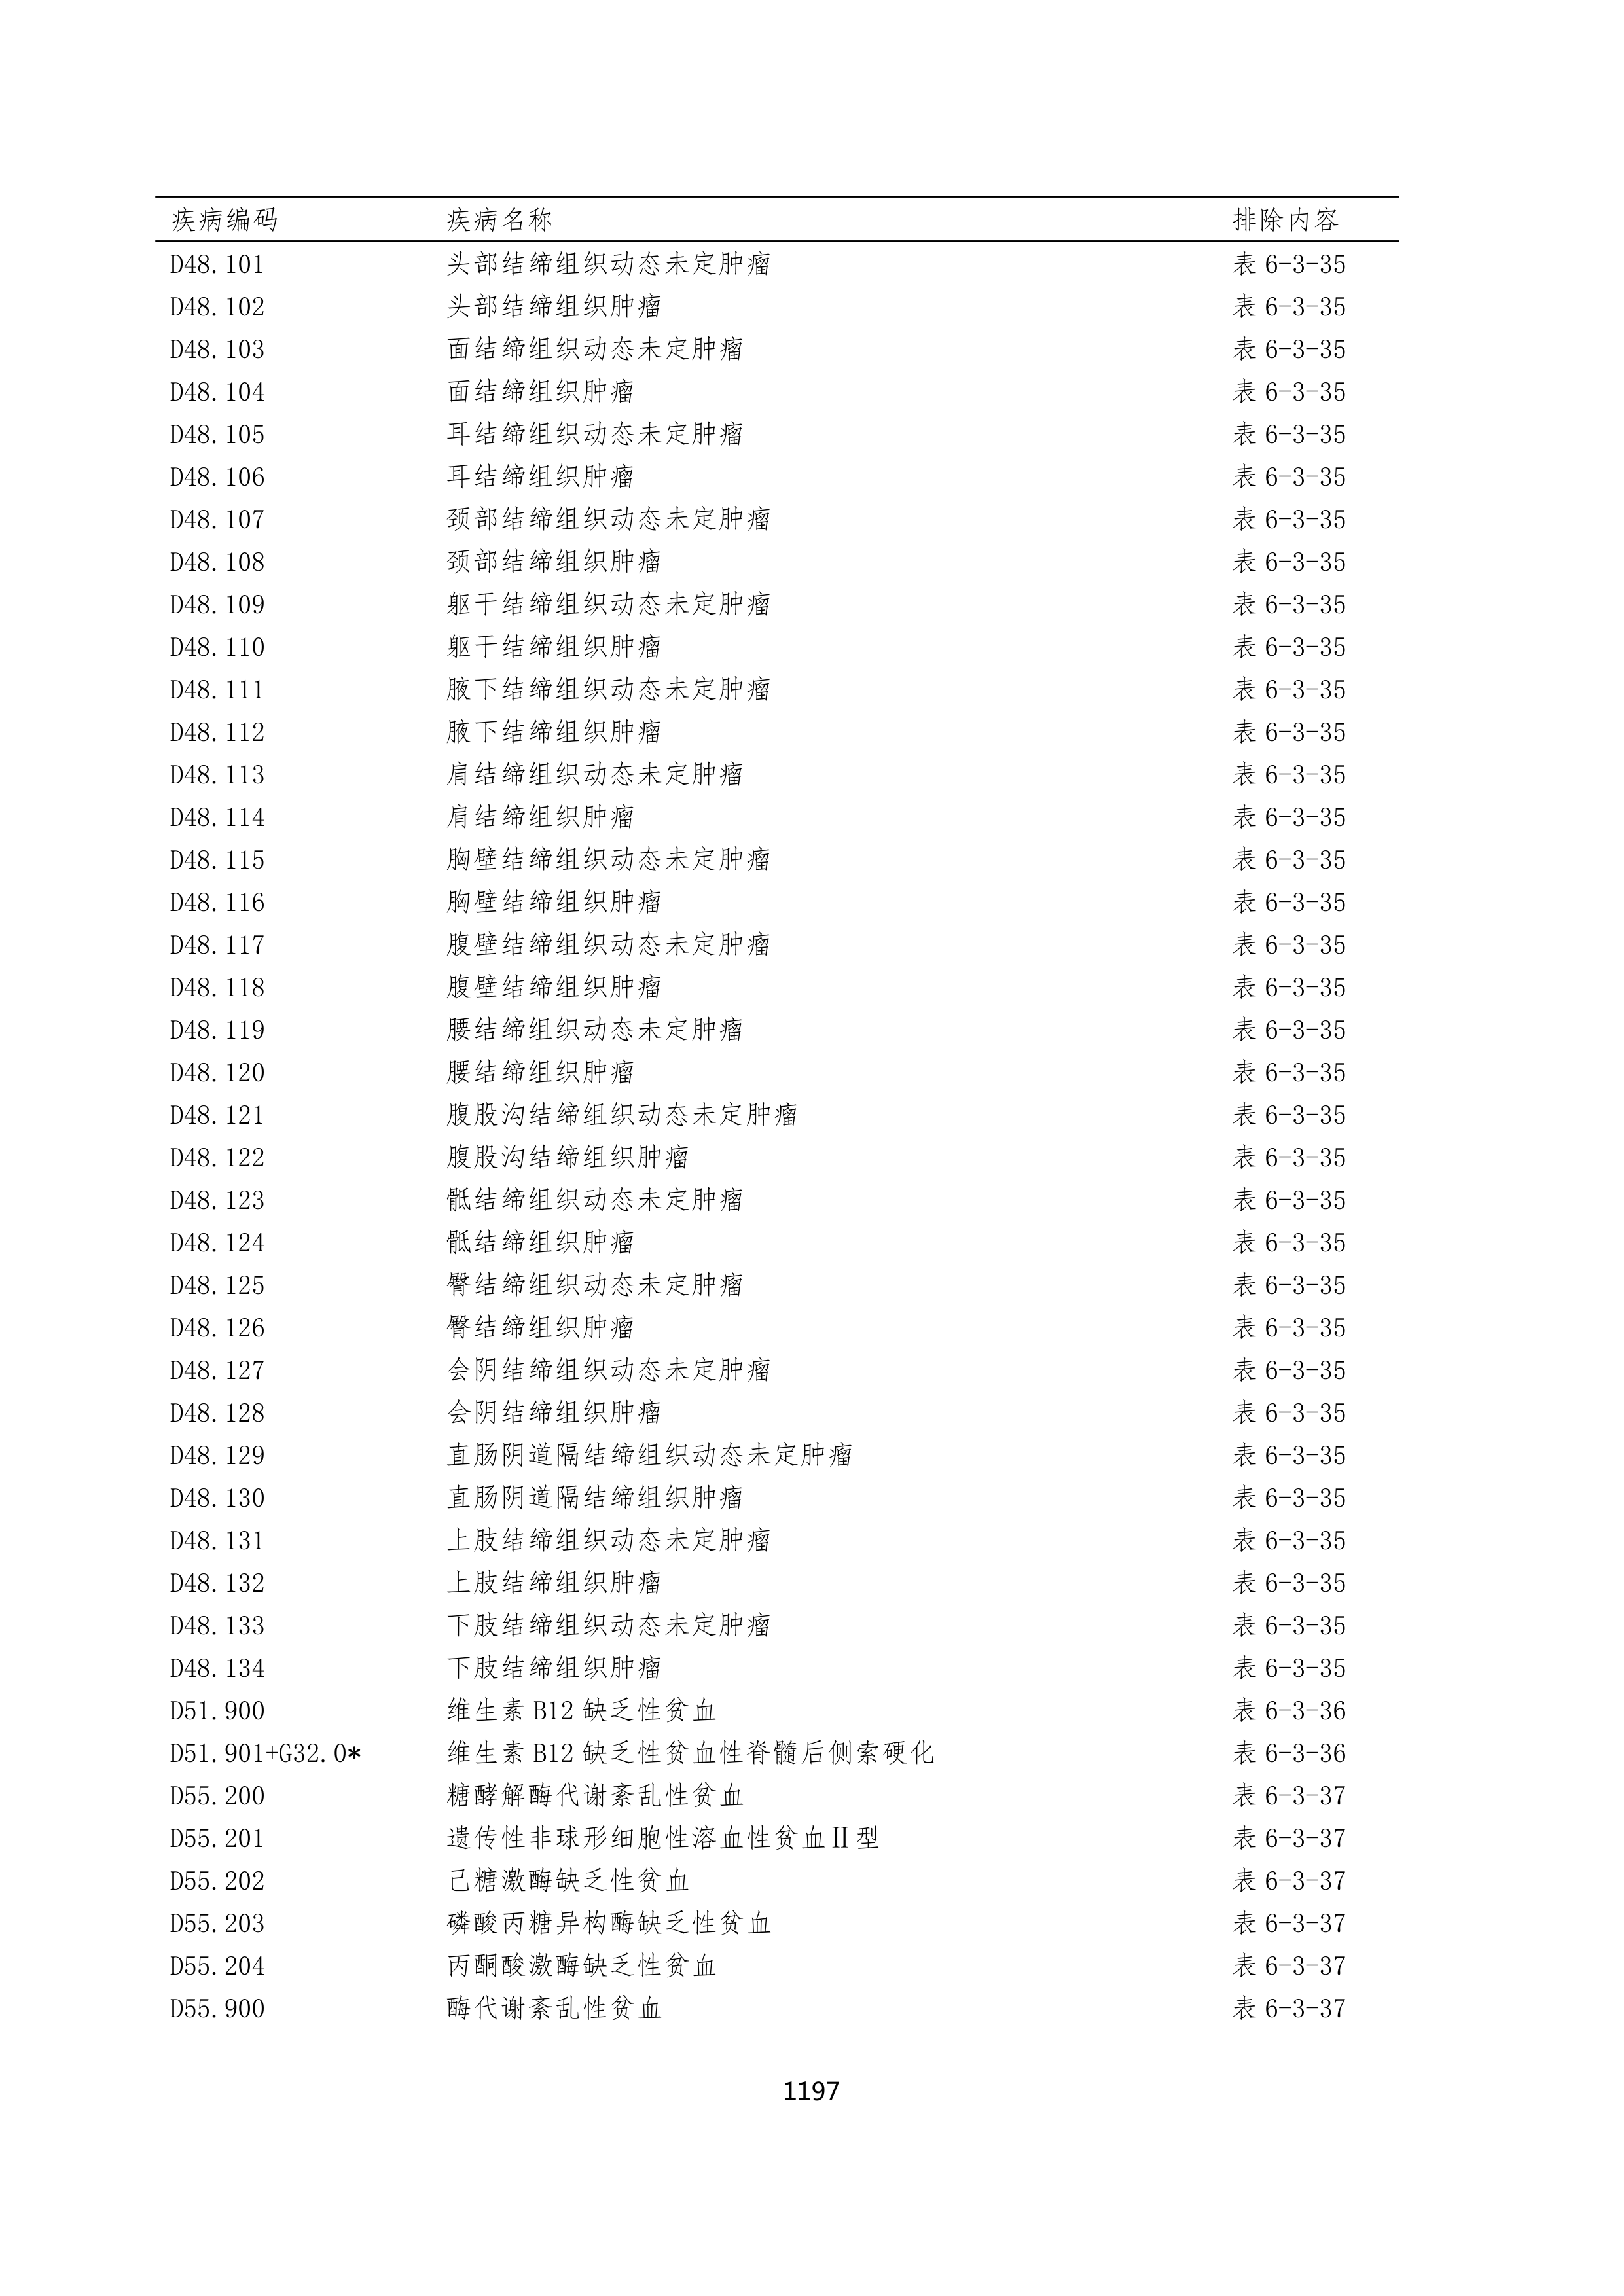 疾病编码 疾病名称 排除内容
D48.101 头部结缔组织动态未定肿瘤 表 6-3-35
D48.102 头部结缔组织肿瘤 表 6-3-35
D48.103 面结缔组织动态未定肿瘤 表 6-3-35
D48.104 面结缔组织肿瘤 表 6-3-35
D48.105 耳结缔组织动态未定肿瘤 表 6-3-35
D48.106 耳结缔组织肿瘤 表 6-3-35
D48.107 颈部结缔组织动态未定肿瘤 表 6-3-35
D48.108 颈部结缔组织肿瘤 表 6-3-35
D48.109 躯干结缔组织动态未定肿瘤 表 6-3-35
D48.110 躯干结缔组织肿瘤 表 6-3-35
D48.111 腋下结缔组织动态未定肿瘤 表 6-3-35
D48.112 腋下结缔组织肿瘤 表 6-3-35
D48.113 肩结缔组织动态未定肿瘤 表 6-3-35
D48.114 肩结缔组织肿瘤 表 6-3-35
D48.115 胸壁结缔组织动态未定肿瘤 表 6-3-35
D48.116 胸壁结缔组织肿瘤 表 6-3-35
D48.117 腹壁结缔组织动态未定肿瘤 表 6-3-35
D48.118 腹壁结缔组织肿瘤 表 6-3-35
D48.119 腰结缔组织动态未定肿瘤 表 6-3-35
D48.120 腰结缔组织肿瘤 表 6-3-35
D48.121 腹股沟结缔组织动态未定肿瘤 表 6-3-35
D48.122 腹股沟结缔组织肿瘤 表 6-3-35
D48.123 骶结缔组织动态未定肿瘤 表 6-3-35
D48.124 骶结缔组织肿瘤 表 6-3-35
D48.125 臀结缔组织动态未定肿瘤 表 6-3-35
D48.126 臀结缔组织肿瘤 表 6-3-35
D48.127 会阴结缔组织动态未定肿瘤 表 6-3-35
D48.128 会阴结缔组织肿瘤 表 6-3-35
D48.129 直肠阴道隔结缔组织动态未定肿瘤 表 6-3-35
D48.130 直肠阴道隔结缔组织肿瘤 表 6-3-35
D48.131 上肢结缔组织动态未定肿瘤 表 6-3-35
D48.132 上肢结缔组织肿瘤 表 6-3-35
D48.133 下肢结缔组织动态未定肿瘤 表 6-3-35
D48.134 下肢结缔组织肿瘤 表 6-3-35
D51.900 维生素 B12 缺乏性贫血 表 6-3-36
D51.901+G32.0* 维生素 B12 缺乏性贫血性脊髓后侧索硬化 表 6-3-36
D55.200 糖酵解酶代谢紊乱性贫血 表 6-3-37
D55.201 遗传性非球形细胞性溶血性贫血Ⅱ型 表 6-3-37
D55.202 己糖激酶缺乏性贫血 表 6-3-37
D55.203 磷酸丙糖异构酶缺乏性贫血 表 6-3-37
D55.204 丙酮酸激酶缺乏性贫血 表 6-3-37
D55.900 酶代谢紊乱性贫血 表 6-3-37
1197